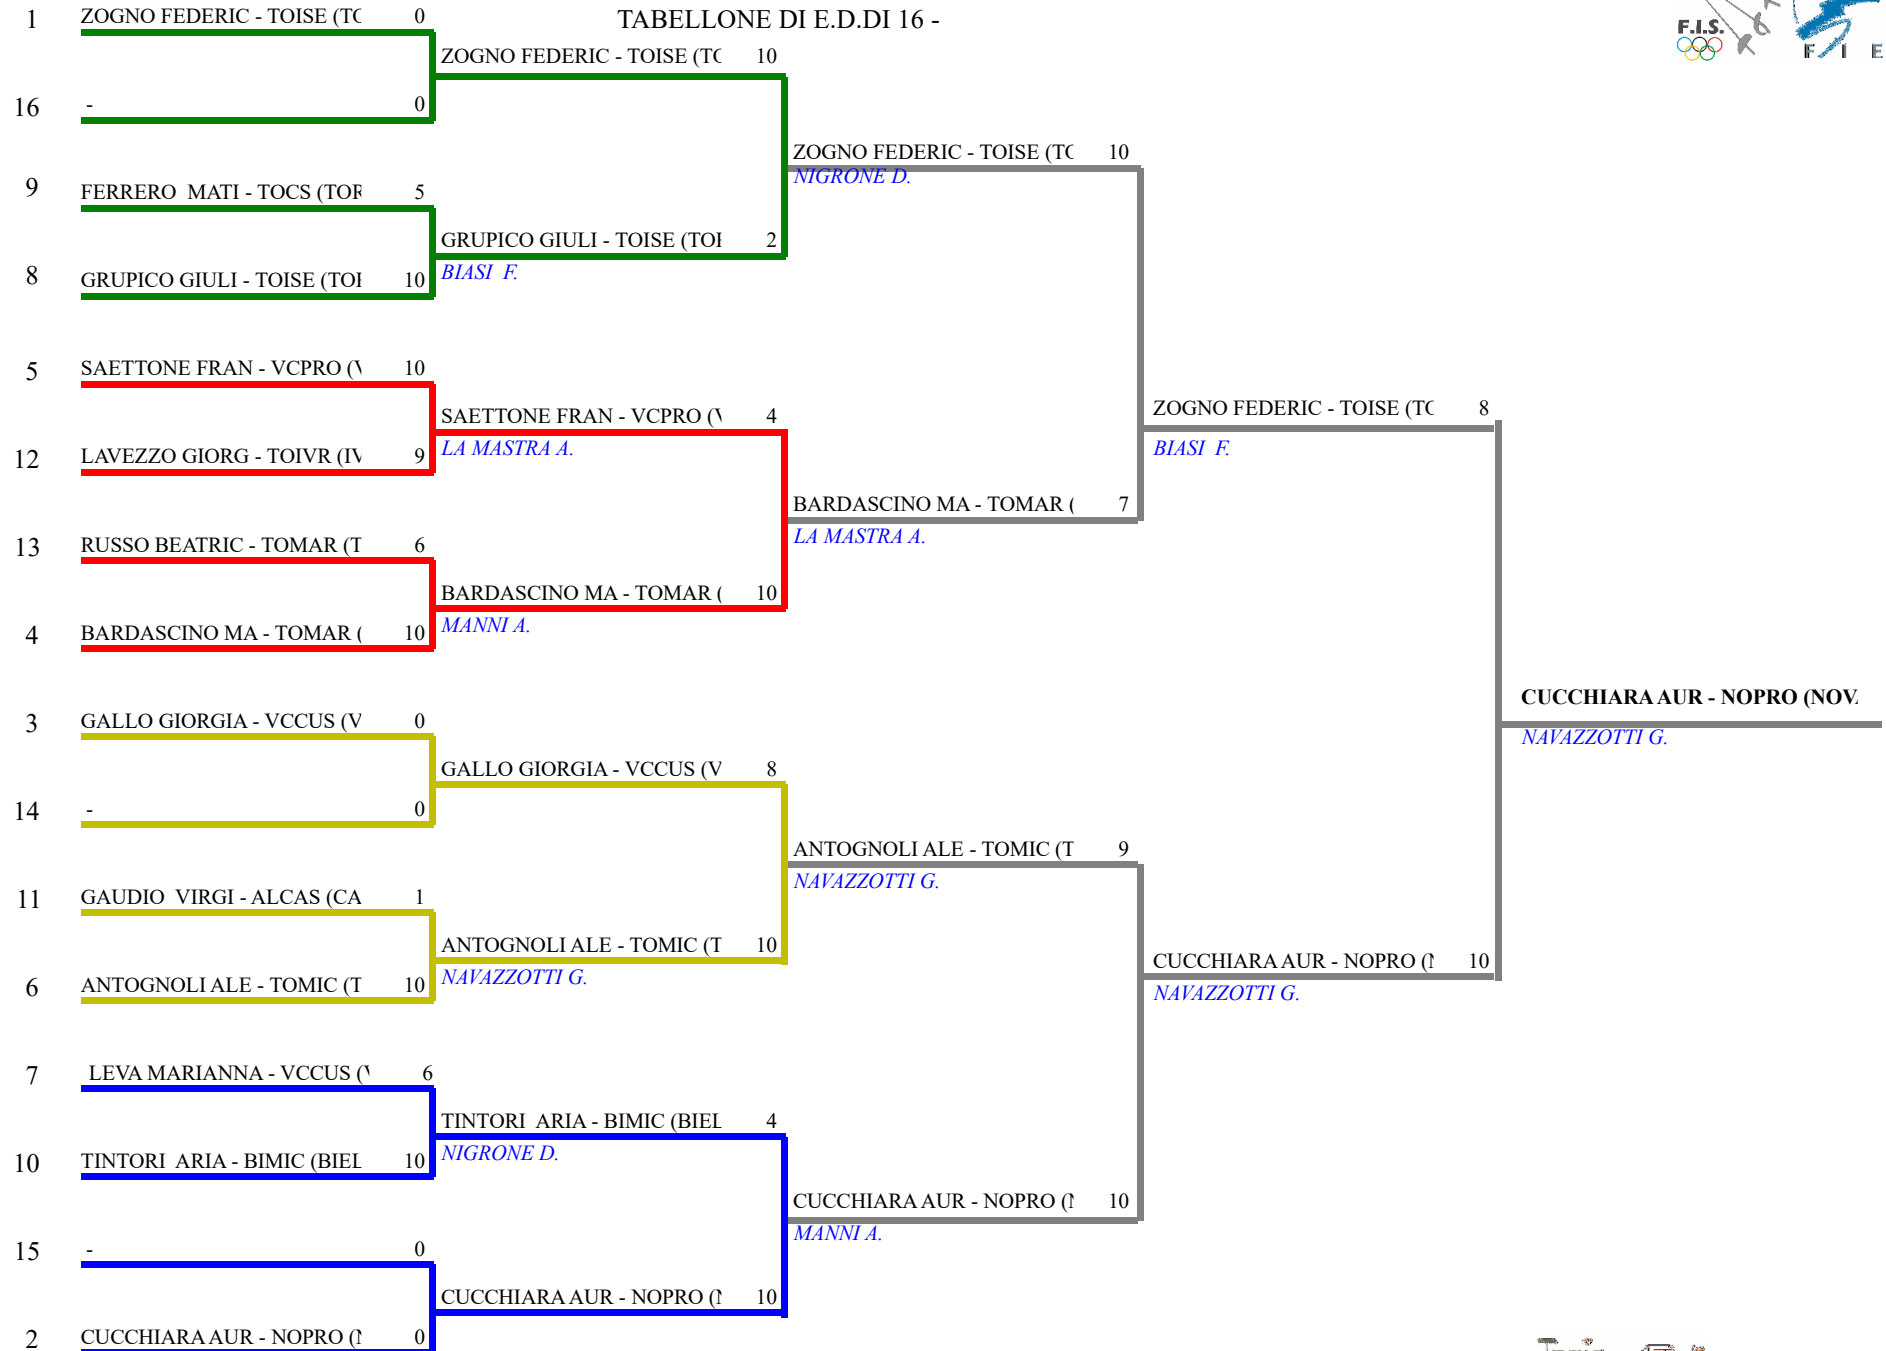 TABELLONE DI E.D.DI 16 -
F.I.S.
F I E
1 ZOGNO FEDERIC - TOISE (TO 0
ZOGNO FEDERIC - TOISE (TO 10
16 - 0
ZOGNO FEDERIC - TOISE (TO 10
NIGRONE D.
9 FERRERO MATI - TOCS (TOR 5
GRUPICO GIULI - TOISE (TO 2
BIASI F.
8 GRUPICO GIULI - TOISE (TO 10
5 SAETTONE FRAN - VCPRO (V 10
ZOGNO FEDERIC - TOISE (TO 8
BIASI F.
SAETTONE FRAN - VCPRO (V 4
LA MASTRA A.
12 LAVEZZO GIORG - TOIVR (IV 9
BARDASCINO MA - TOMAR ( 7
LA MASTRA A.
13 RUSSO BEATRIC - TOMAR (T 6
BARDASCINO MA - TOMAR ( 10
MANNI A.
4 BARDASCINO MA - TOMAR ( 10
CUCCHIARA AUR - NOPRO (NOV
NAVAZZOTTI G.
3 GALLO GIORGIA - VCCUS (V 0
GALLO GIORGIA - VCCUS (V 8
14 - 0
ANTOGNOLI ALE - TOMIC (T 9
NAVAZZOTTI G.
11 GAUDIO VIRGI - ALCAS (CA 1
ANTOGNOLI ALE - TOMIC (T 10
NAVAZZOTTI G.
CUCCHIARA AUR - NOPRO (N 10
NAVAZZOTTI G.
6 ANTOGNOLI ALE - TOMIC (T 10
7 LEVA MARIANNA - VCCUS (V 6
TINTORI ARIA - BIMIC (BIEL 4
NIGRONE D.
10 TINTORI ARIA - BIMIC (BIEL 10
CUCCHIARA AUR - NOPRO (N 10
MANNI A.
15 - 0
CUCCHIARA AUR - NOPRO (N 10
2 CUCCHIARA AUR - NOPRO (N 0